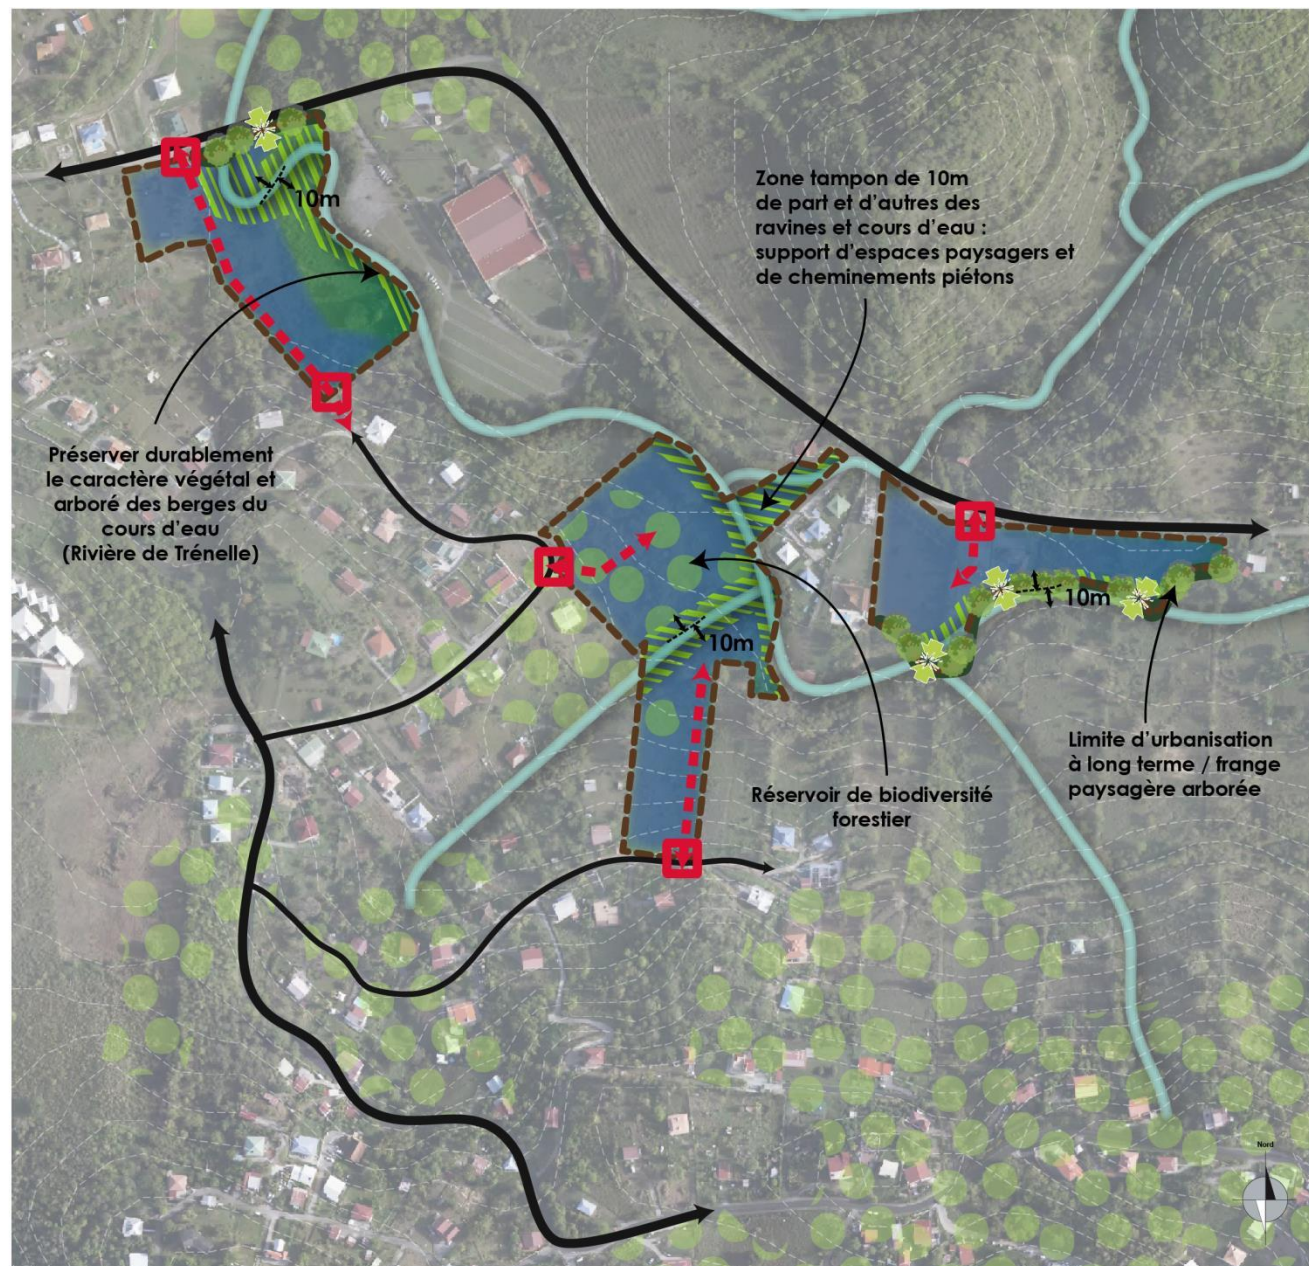 10m
Zone tampon de 10m
de part et d'autres des
ravines et cours d'eau :
support d'espaces paysagers et
de cheminements piétons
Préserver durablement
le caractère végétal et
arboré des berges du
cours d'eau
(Rivière de Trénelle)
10m
10m
Limite d'urbanisation
à long terme / frange
paysagère arborée
Réservoir de biodiversité
forestier
Nord